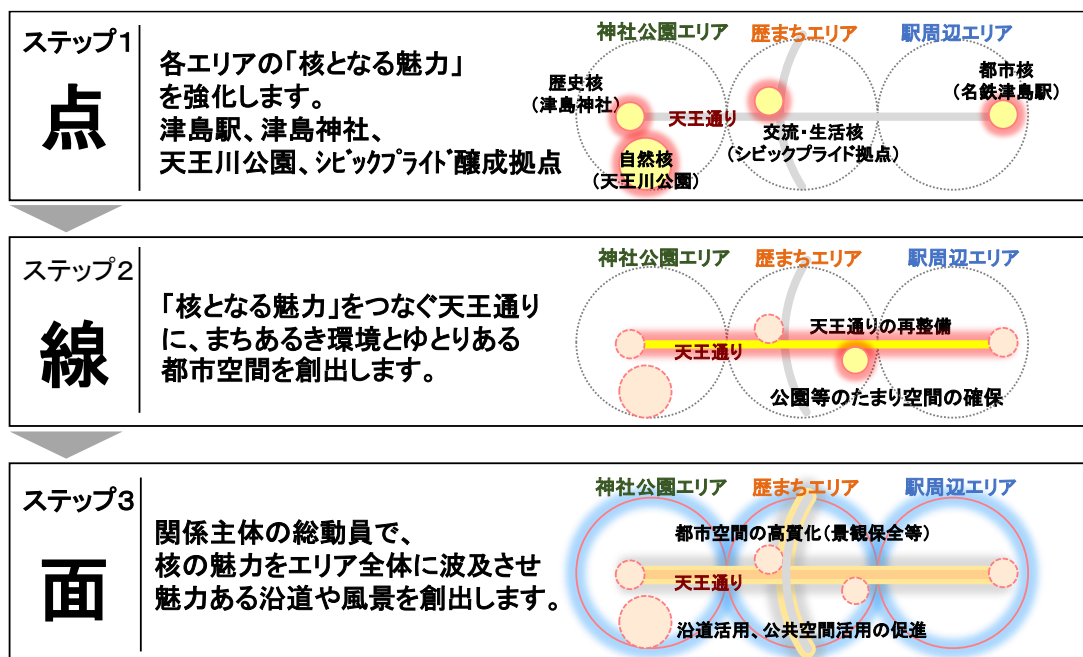 ステップ1
点
各エリアの「核となる魅力」
を強化します。
津島駅、津島神社、
天王川公園、シビックプライド醸成拠点
神社公園エリア
歴まちエリア
駅周辺エリア
歴史核
(津島神社)
都市核
(名鉄津島駅)
天王通り
交流・生活核
(シビックプライド拠点)
自然核
(天王川公園)
ステップ2
線
「核となる魅力」をつなぐ天王通り
に、まちあるき環境とゆとりある
都市空間を創出します。
神社公園エリア
歴まちエリア
駅周辺エリア
天王通りの再整備
天王通り
公園等のたまり空間の確保
ステップ3
面
関係主体の総動員で、
核の魅力をエリア全体に波及させ
魅力ある沿道や風景を創出します。
神社公園エリア
歴まちエリア
駅周辺エリア
都市空間の高質化(景観保全等)
天王通り
沿道活用、公共空間活用の促進